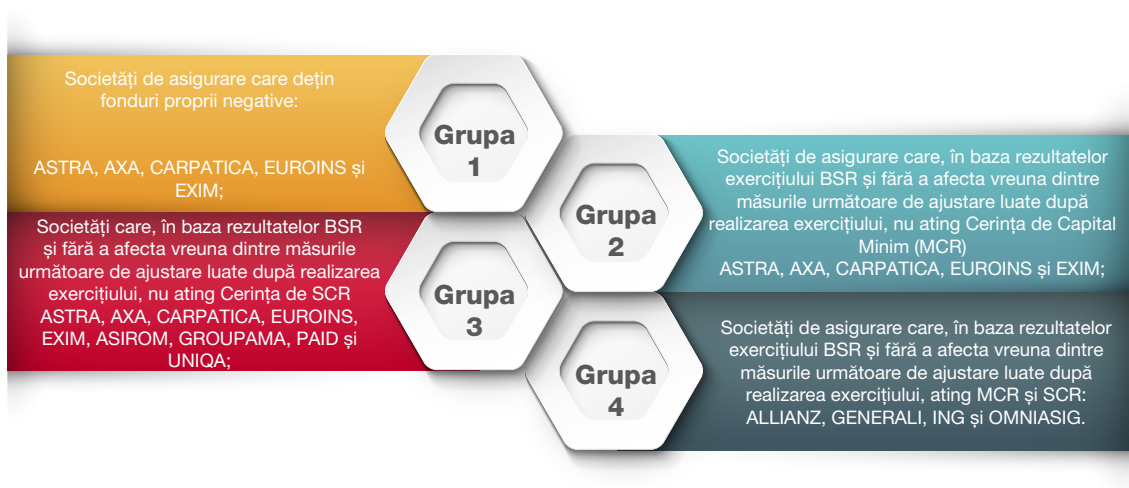 Societăți de asigurare care dețin
fonduri proprii negative:
ASTRA, AXA, CARPATICA, EUROINS și
EXIM;
Grupa
1
Societăți de asigurare care, în baza rezultatelor
exercițiului BSR și fără a afecta vreuna dintre
măsurile următoare de ajustare luate după
realizarea exercițiului, nu ating Cerința de Capital
Minim (MCR)
ASTRA, AXA, CARPATICA, EUROINS și EXIM;
Grupa
2
Societăți care, în baza rezultatelor BSR
și fără a afecta vreuna dintre măsurile
următoare de ajustare luate după realizarea
exercițiului, nu ating Cerința de SCR
ASTRA, AXA, CARPATICA, EUROINS,
EXIM, ASIROM, GROUPAMA, PAID și
UNIQA;
Grupa
3
Societăți de asigurare care, în baza rezultatelor
exercițiului BSR și fără a afecta vreuna dintre
măsurile următoare de ajustare luate după
realizarea exercițiului, ating MCR și SCR:
ALLIANZ, GENERALI, ING și OMNIASIG.
Grupa
4